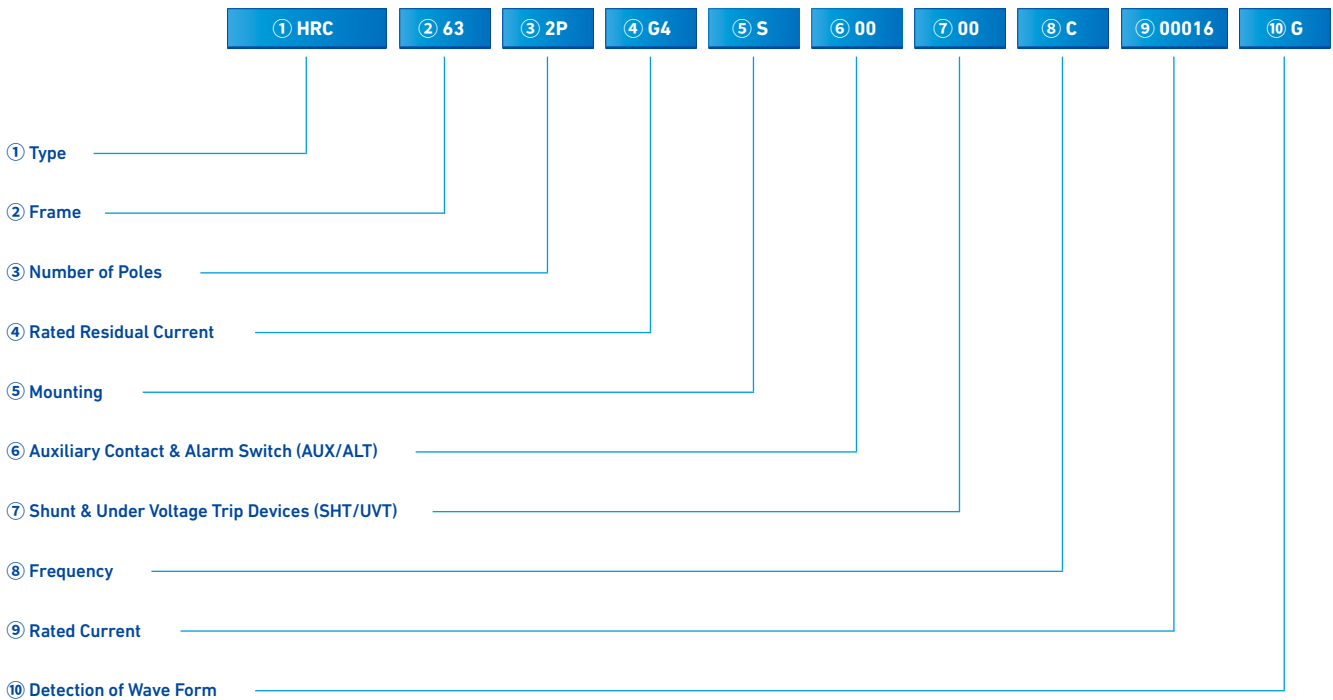 ① HRC ② 63 ③ 2P ④ G4 ⑤ S ⑥ 00 ⑦ 00 ⑧ C ⑨ 00016 ⑩ G
① Type
② Frame
③ Number of Poles
④ Rated Residual Current
⑤ Mounting
⑥ Auxiliary Contact & Alarm Switch (AUX/ALT)
⑦ Shunt & Under Voltage Trip Devices (SHT/UVT)
⑧ Frequency
⑨ Rated Current
⑩ Detection of Wave Form